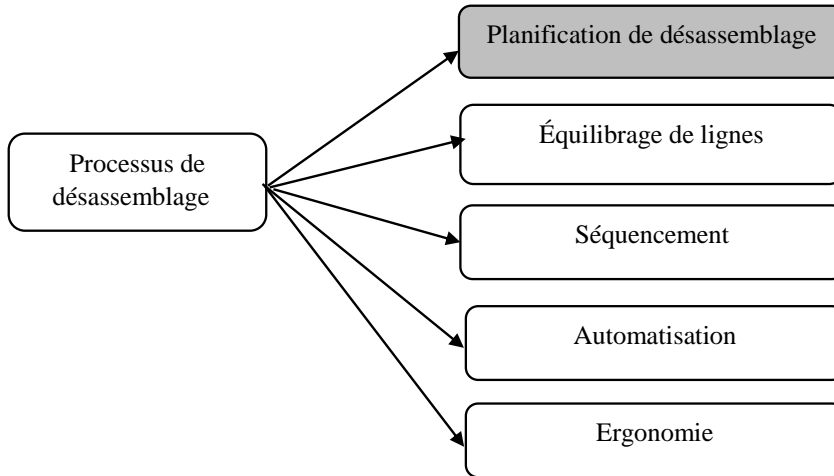 Planification de désassemblage
Équilibrage de lignes
Processus de
désassemblage
Séquencement
Automatisation
Ergonomie